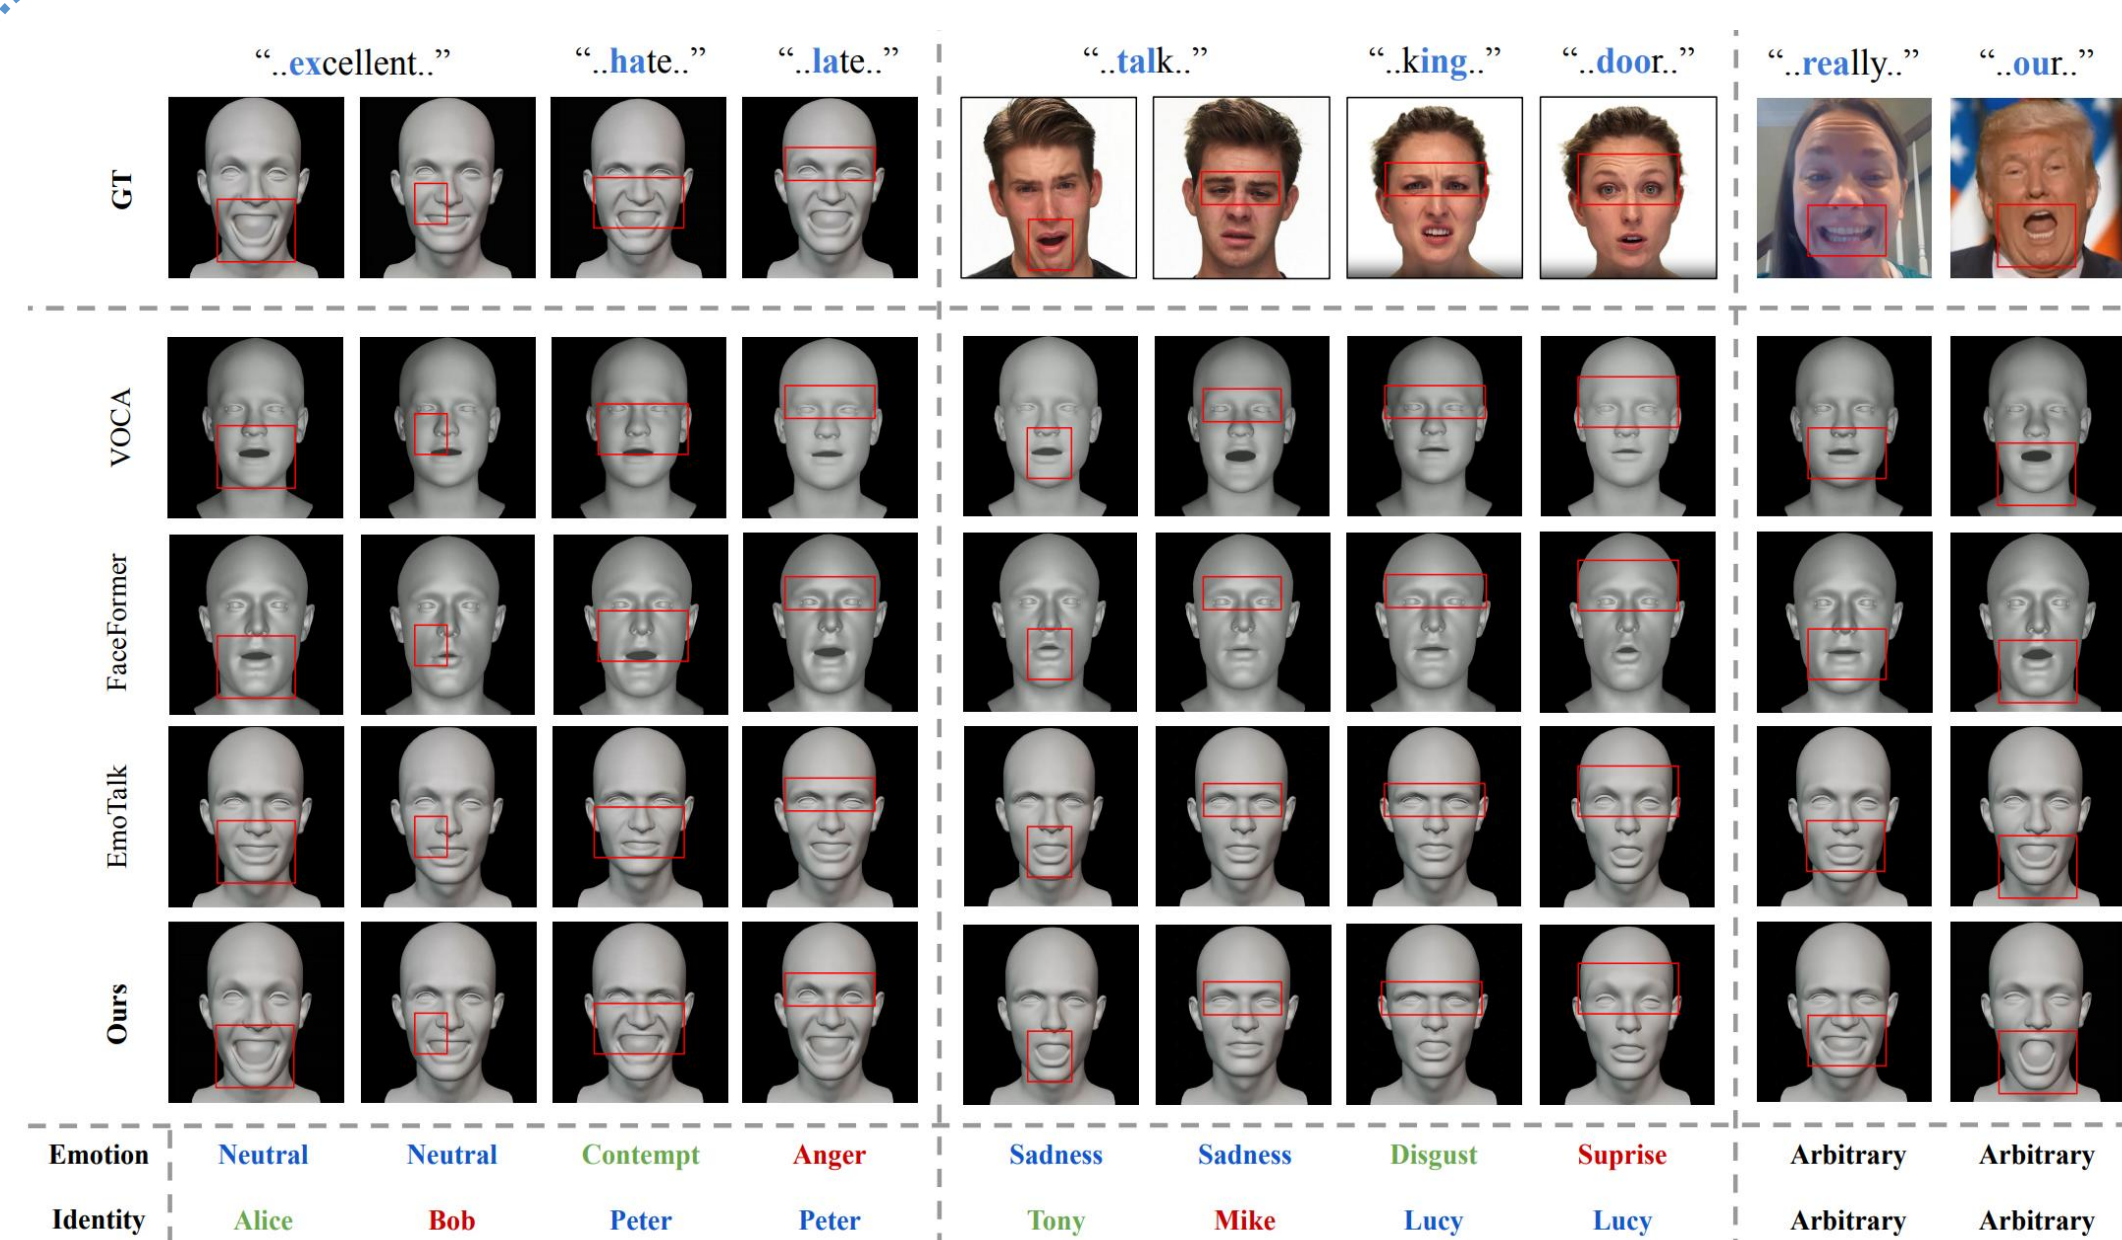 “..excellent..” “..hate..” “..late..” “..talk..” “..king..” “..door..” “..really..” “..our..”
GT
VOCA
FaceFormer
EmoTalk
Ours
Emotion Neutral Neutral Contempt Anger Sadness Sadness Disgust Suprise Arbitrary Arbitrary
Identity Alice Bob Peter Peter Tony Mike Lucy Lucy Arbitrary Arbitrary